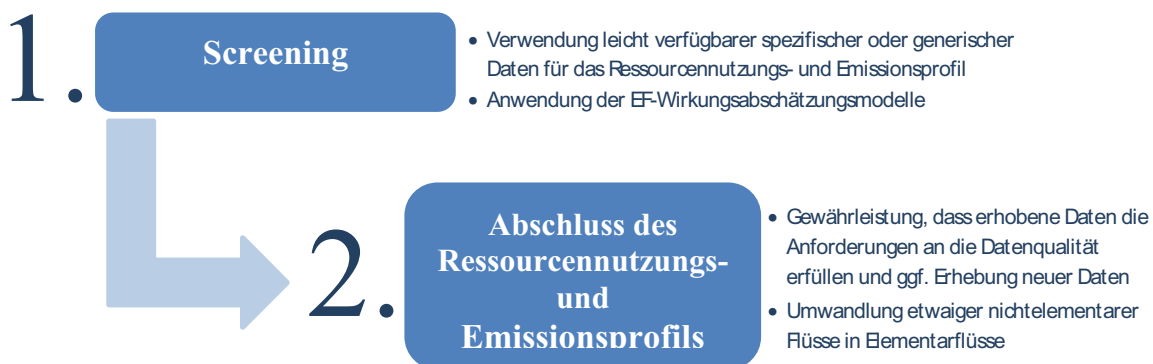 1.
Screening
• Verwendung leicht verfügbarer spezifischer oder generischer
Daten für das Ressourcennutzungs- und Emissionsprofil
• Anwendung der EF-Wirkungsabschätzungsmodelle
2.
Abschluss des
Ressourcennutzungs-
und
Emissionsprofils
• Gewährleistung, dass erhobene Daten die
Anforderungen an die Datenqualität
erfüllen und ggf. Erhebung neuer Daten
• Umwandlung etwaiger nichtelementarer
Flüsse in Elementarflüsse